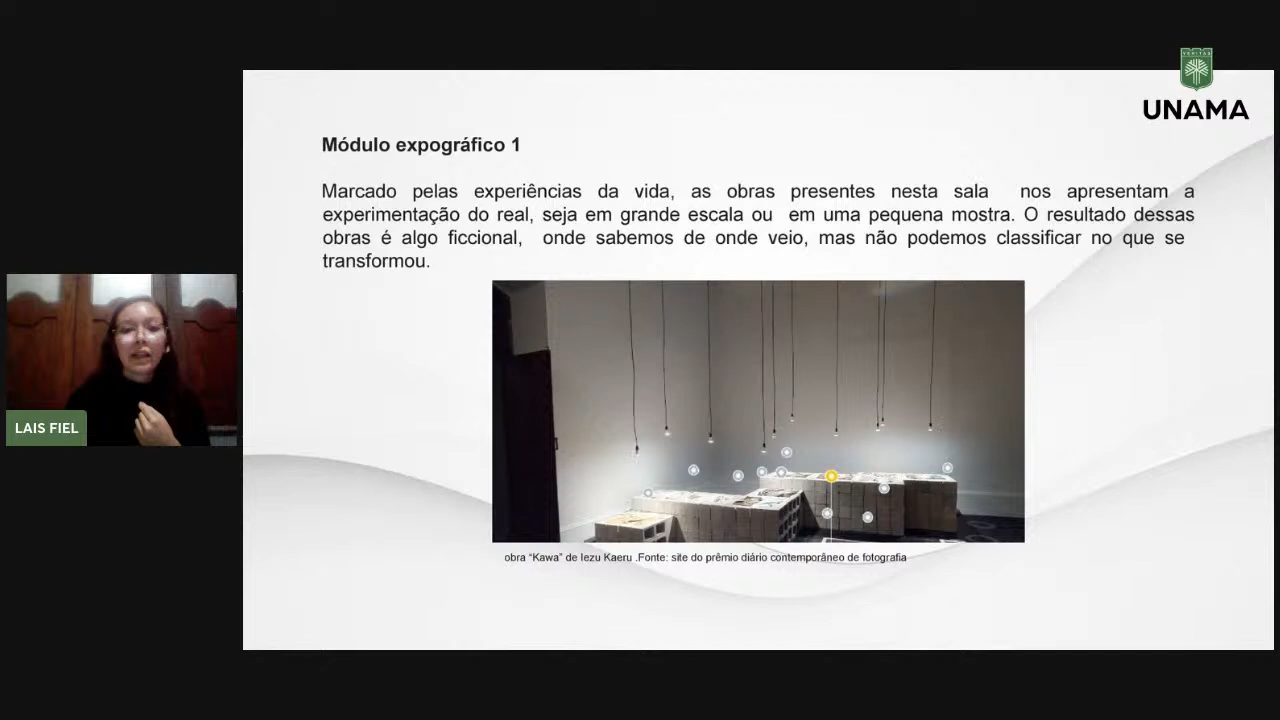 VERITAS
UNAMA
Módulo expográfico 1
Marcado pelas experiências da vida, as obras presentes nesta sala nos apresentam a
experimentação do real, seja em grande escala ou em uma pequena mostra. O resultado dessas
obras é algo ficcional, onde sabemos de onde veio, mas não podemos classificar no que se
transformou.
LAIS FIEL
obra “Kawa” de Iezu Kaeru .Fonte: site do prêmio diário contemporâneo de fotografia